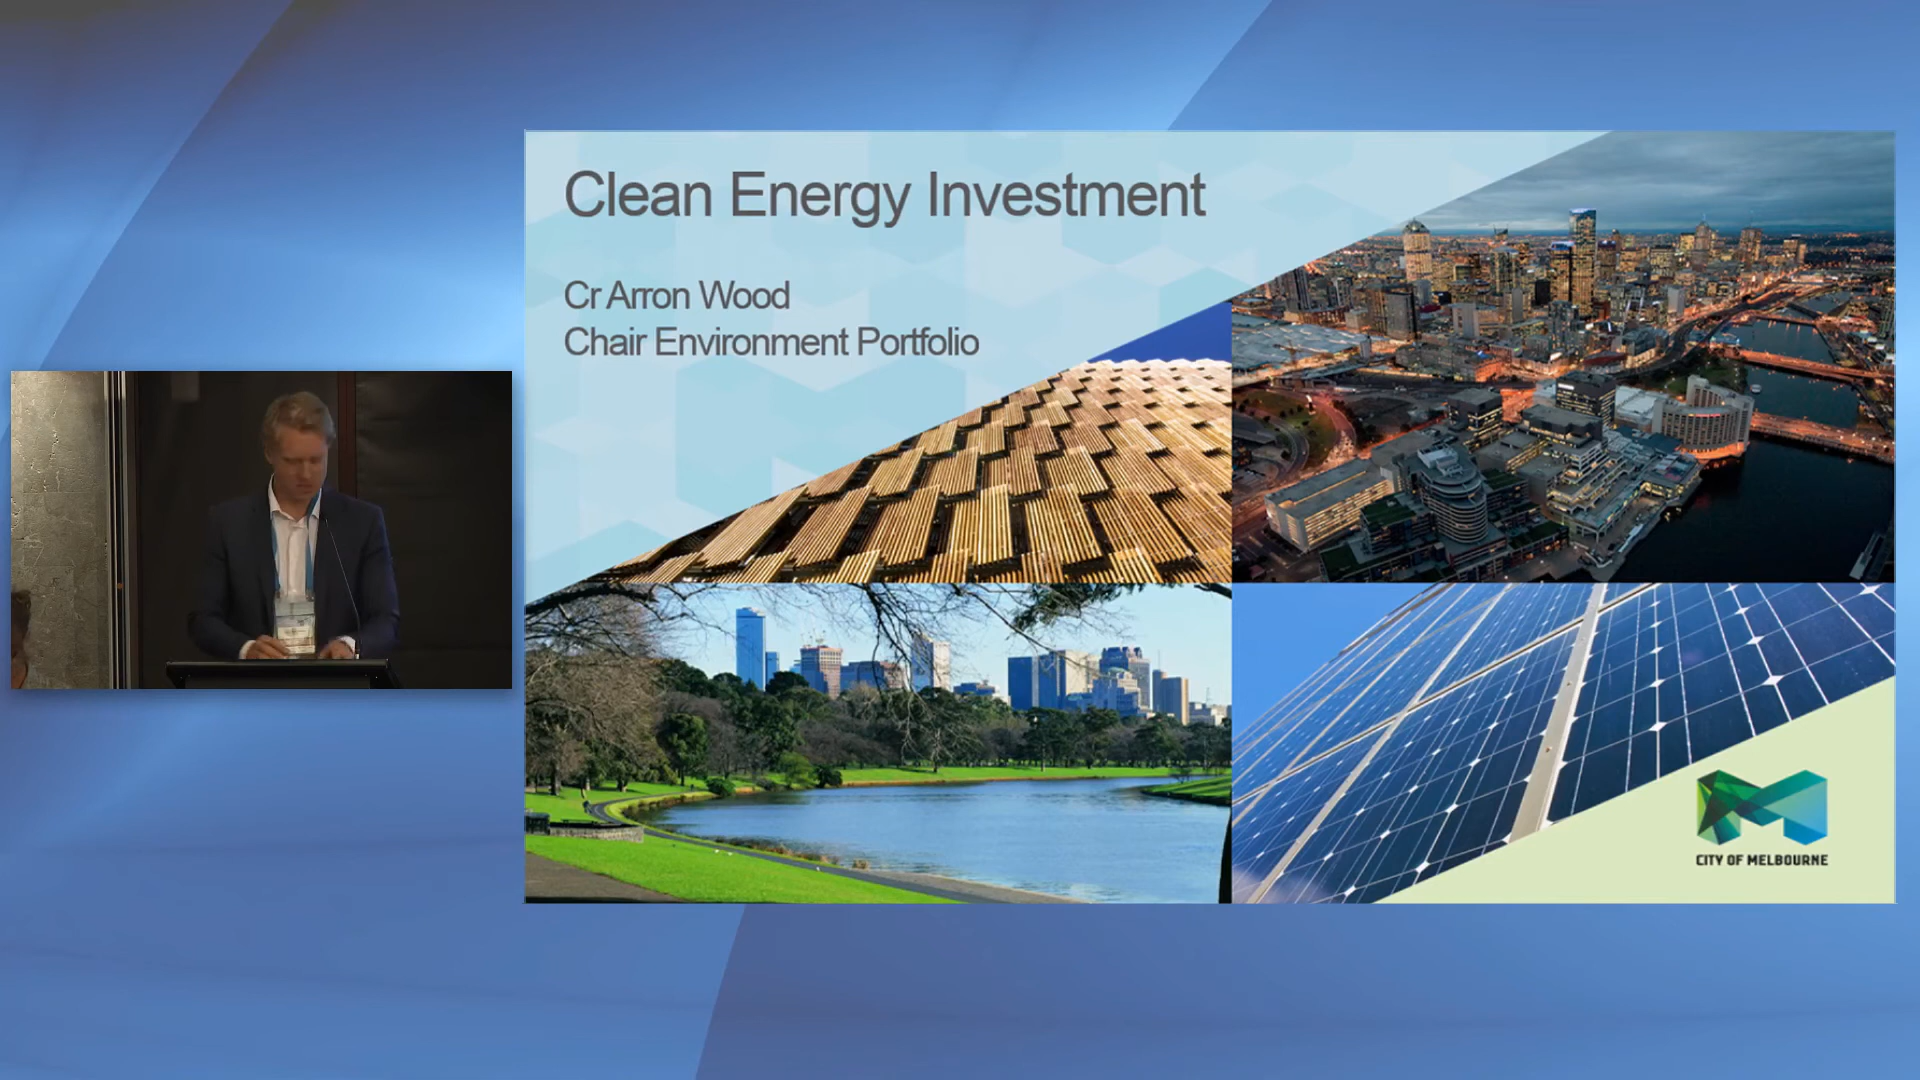 Clean Energy Investment
Cr Arron Wood
Chair Environment Portfolio
CITY OF MELBOURNE